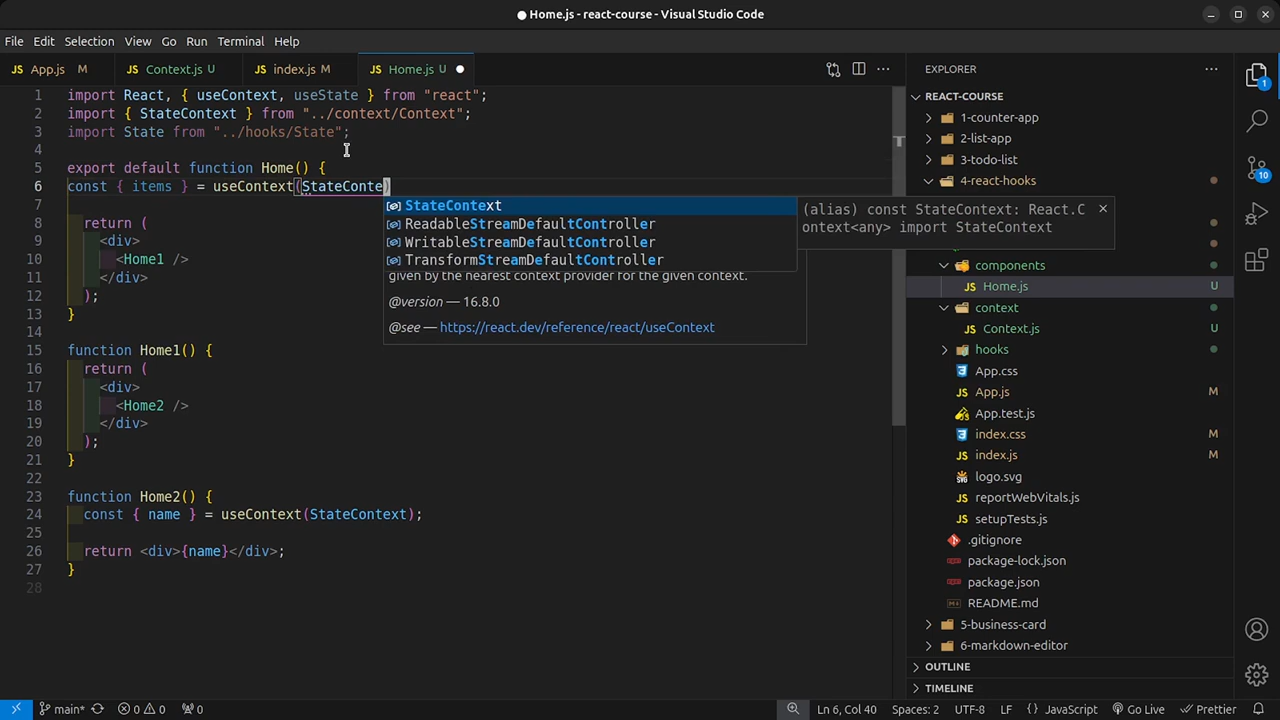 Home.js - react-course - Visual Studio Code
File Edit Selection View Go Run Terminal Help
JS App.js M JS Context.js U JS index.js M JS Home.js U
1 import React, { useContext, useState } from "react";
2 import { StateContext } from "../context/Context";
3 import State from "../hooks/State";
4
5 export default function Home() {
6 const { items } = useContext(StateConte)
7
8 return (
9 <div>
10 <Home1 />
11 </div>
12 );
13 }
14
15 function Home1() {
16 return (
17 <div>
18 <Home2 />
19 </div>
20 );
21 }
22
23 function Home2() {
24 const { name } = useContext(StateContext);
25
26 return <div>{name}</div>;
27 }
28
StateContext
ReadableStreamDefaultController
WritableStreamDefaultController
TransformStreamDefaultController
given by the nearest context provider for the given context.
@version — 16.8.0
@see — https://react.dev/reference/react/useContext
(alias) const StateContext: React.C
ontext<any> import StateContext
EXPLORER
REACT-COURSE
1-counter-app
2-list-app
3-todo-list
4-react-hooks
components
JS Home.js U
context
JS Context.js U
hooks
App.css
JS App.js M
App.test.js
index.css M
JS index.js M
logo.svg
JS reportWebVitals.js
JS setupTests.js
.gitignore
package-lock.json
package.json
README.md
5-business-card
6-markdown-editor
OUTLINE
TIMELINE
1
10
main* 0 0 0 Ln 6, Col 40 Spaces: 2 UTF-8 LF { } JavaScript Go Live Prettier